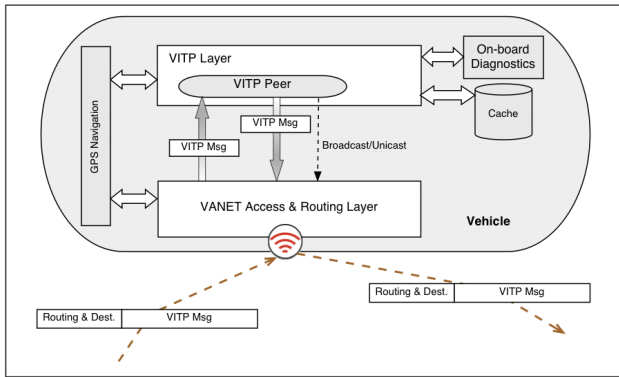 VITP Layer
On-board
Diagnostics
VITP Peer
Cache
GPS Navigation
VITP Msg
VITP Msg
Broadcast/Unicast
VANET Access & Routing Layer
Vehicle
Routing & Dest. VITP Msg
Routing & Dest. VITP Msg